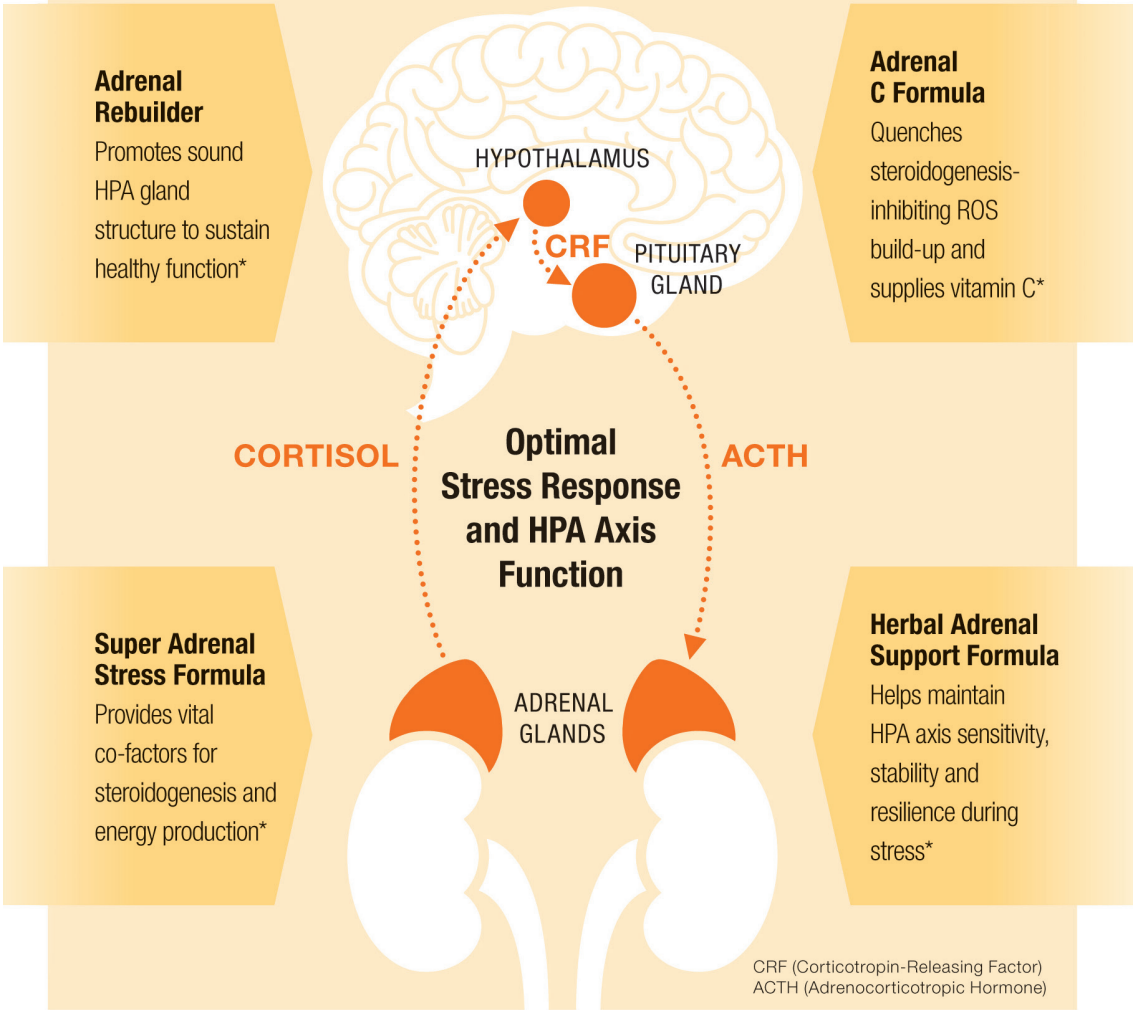 Adrenal
Rebuilder
Promotes sound
HPA gland
structure to sustain
healthy function*
Adrenal
C Formula
Quenches
steroidogenesis-
inhibiting ROS
build-up and
supplies vitamin C*
HYPOTHALAMUS
CRF
PITUITARY
GLAND
CORTISOL
ACTH
Optimal
Stress Response
and HPA Axis
Function
Super Adrenal
Stress Formula
Provides vital
co-factors for
steroidogenesis and
energy production*
ADRENAL
GLANDS
Herbal Adrenal
Support Formula
Helps maintain
HPA axis sensitivity,
stability and
resilience during
stress*
CRF (Corticotropin-Releasing Factor)
ACTH (Adrenocorticotropic Hormone)